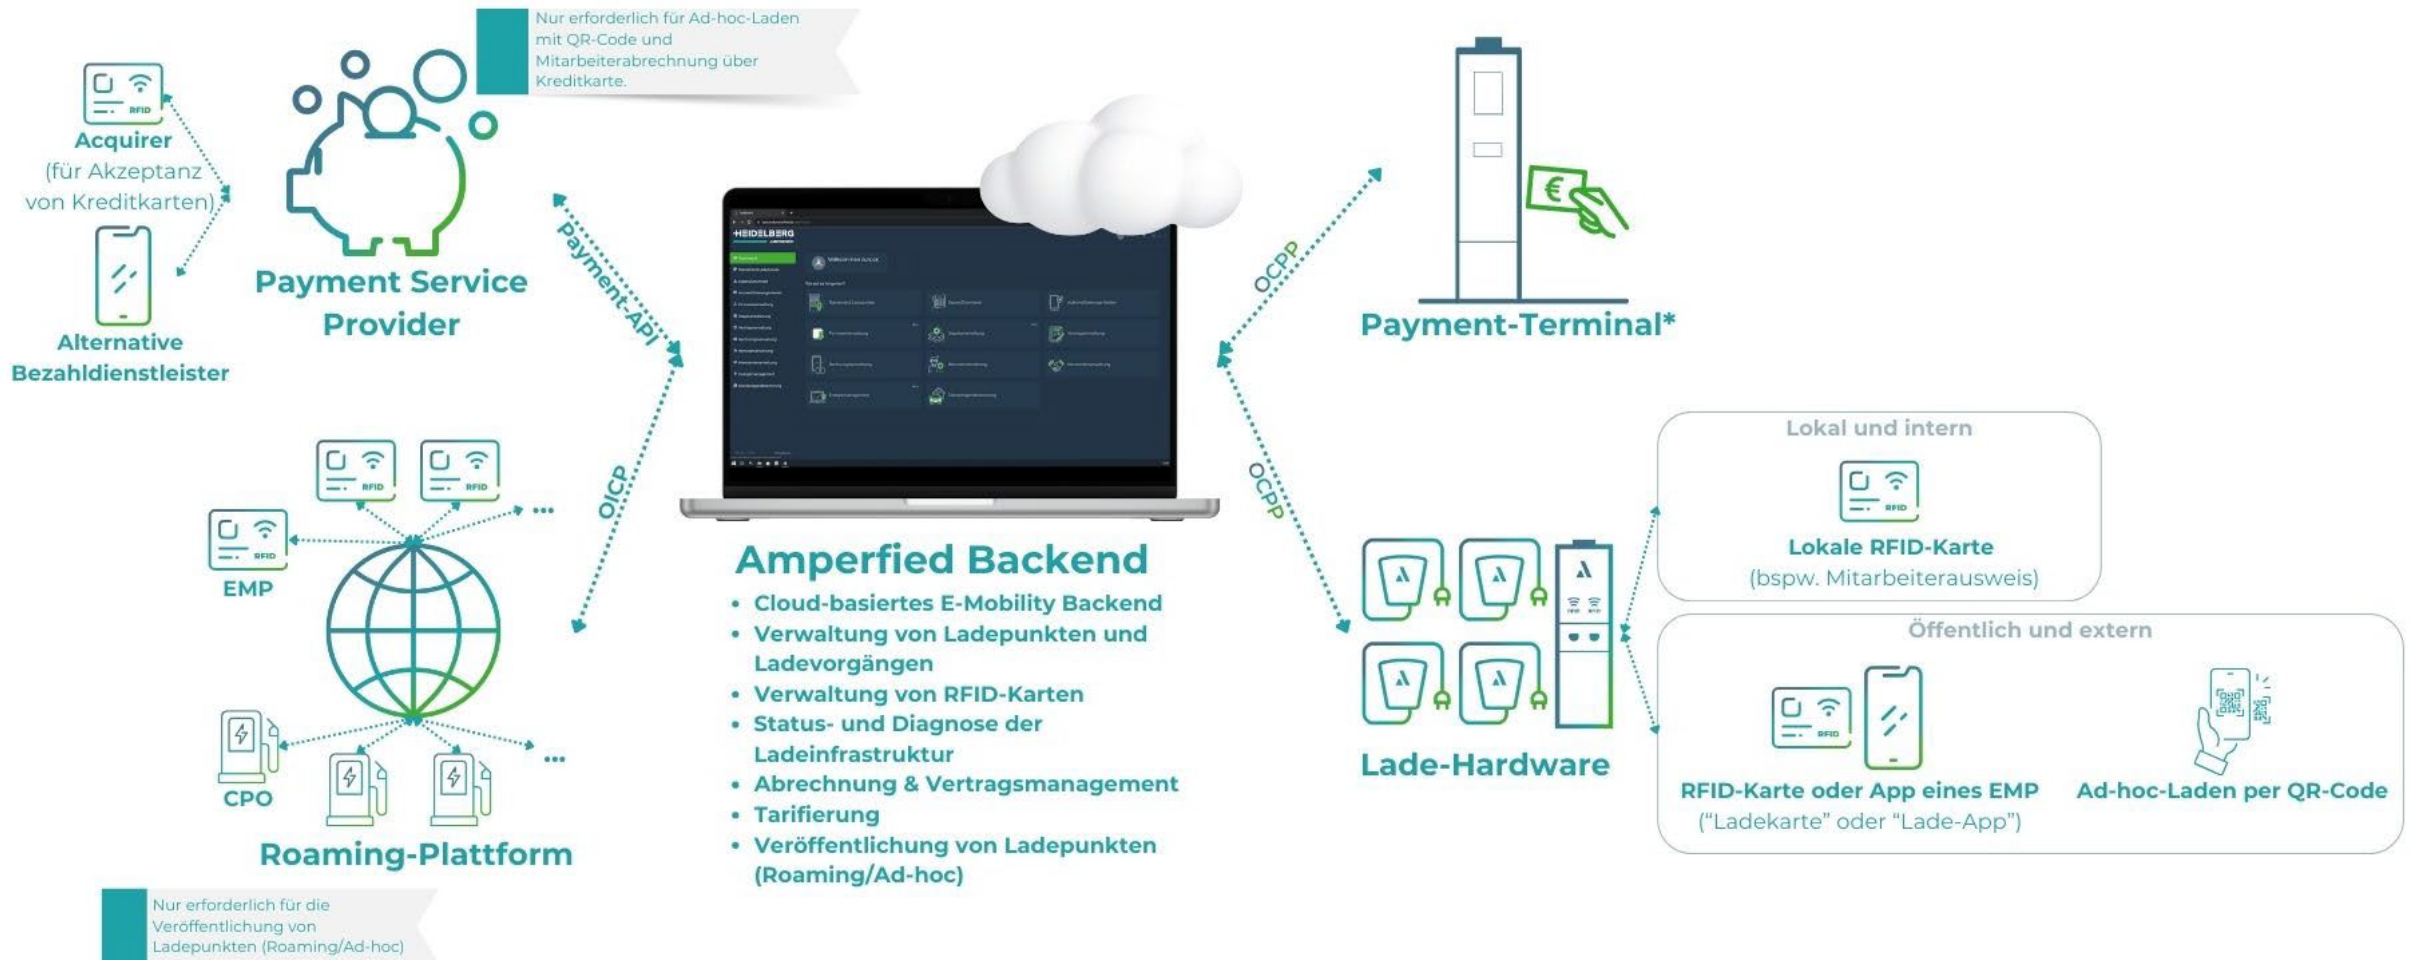 Nur erforderlich für Ad-hoc-Laden
mit QR-Code und
Mitarbeiterabrechnung über
Kreditkarte.
RFID
Acquirer
(für Akzeptanz
von Kreditkarten)
Alternative
Bezahldienstleister
Payment Service
Provider
Payment-API
OICP
RFID
RFID
...
RFID
EMP
CPO
...
Roaming-Plattform
Nur erforderlich für die
Veröffentlichung von
Ladepunkten (Roaming/Ad-hoc)
HEIDELBERG
Amperfied Backend
• Cloud-basiertes E-Mobility Backend
• Verwaltung von Ladepunkten und
Ladevorgängen
• Verwaltung von RFID-Karten
• Status- und Diagnose der
Ladeinfrastruktur
• Abrechnung & Vertragsmanagement
• Tarifierung
• Veröffentlichung von Ladepunkten
(Roaming/Ad-hoc)
OCPP
€
Payment-Terminal*
OCPP
Lade-Hardware
Lokal und intern
RFID
Lokale RFID-Karte
(bspw. Mitarbeiterausweis)
Öffentlich und extern
RFID
RFID-Karte oder App eines EMP
(“Ladekarte” oder “Lade-App”)
Ad-hoc-Laden per QR-Code